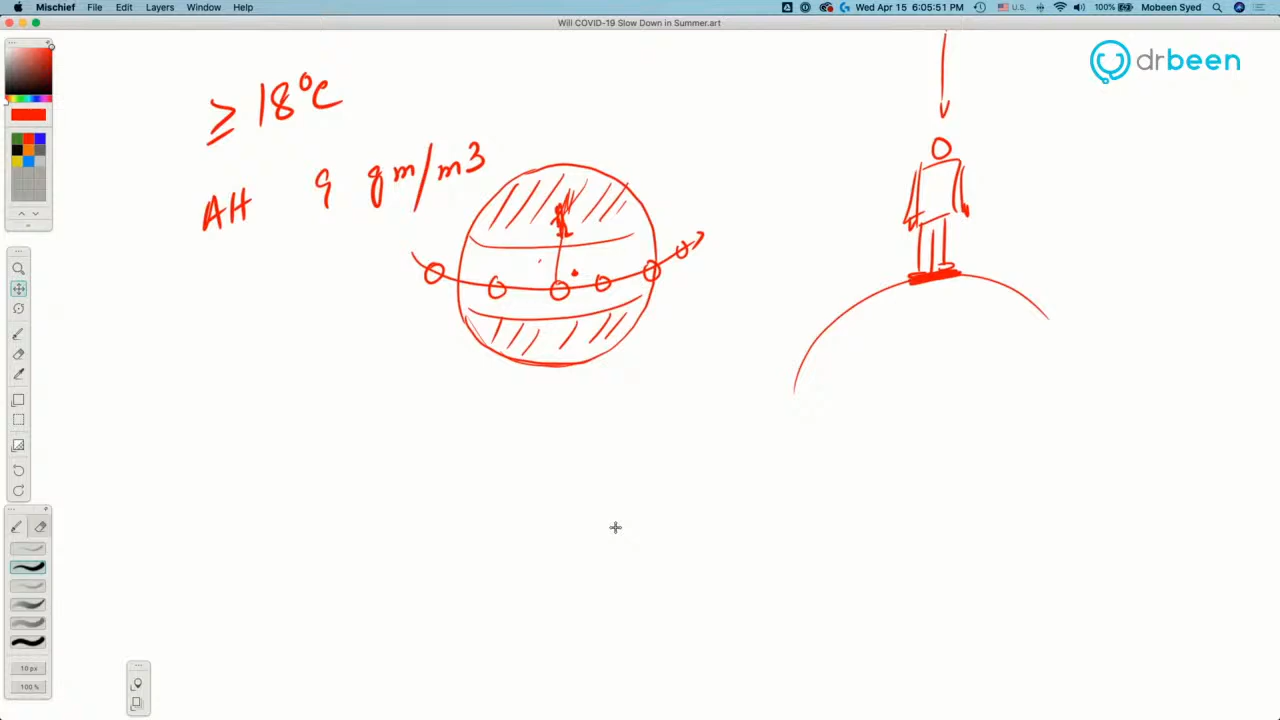 Mischief File Edit Layers Window Help 100% Wed Apr 15 6:05:51 PM Mobeen Syed
Will COVID-19 Slow Down in Summer.art
drbeen
≥ 18°C
AH 9 gm/m3
10 px
100 %